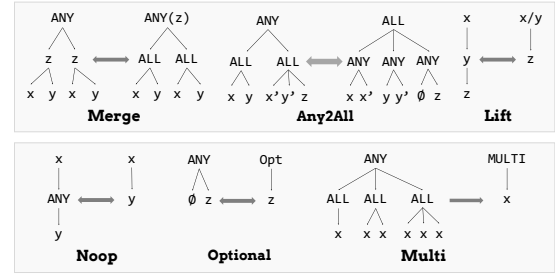 ANY ANY(z) ANY ALL x x/y
z z ALL ALL ALL ALL ANY ANY ANY y z
x y x y x y x y x y x'y' z x x' y y' Ø z z
Merge Any2All Lift
x x ANY Opt ANY MULTI
ANY y Ø z z ALL ALL ALL x
y x x x x x x
Noop Optional Multi